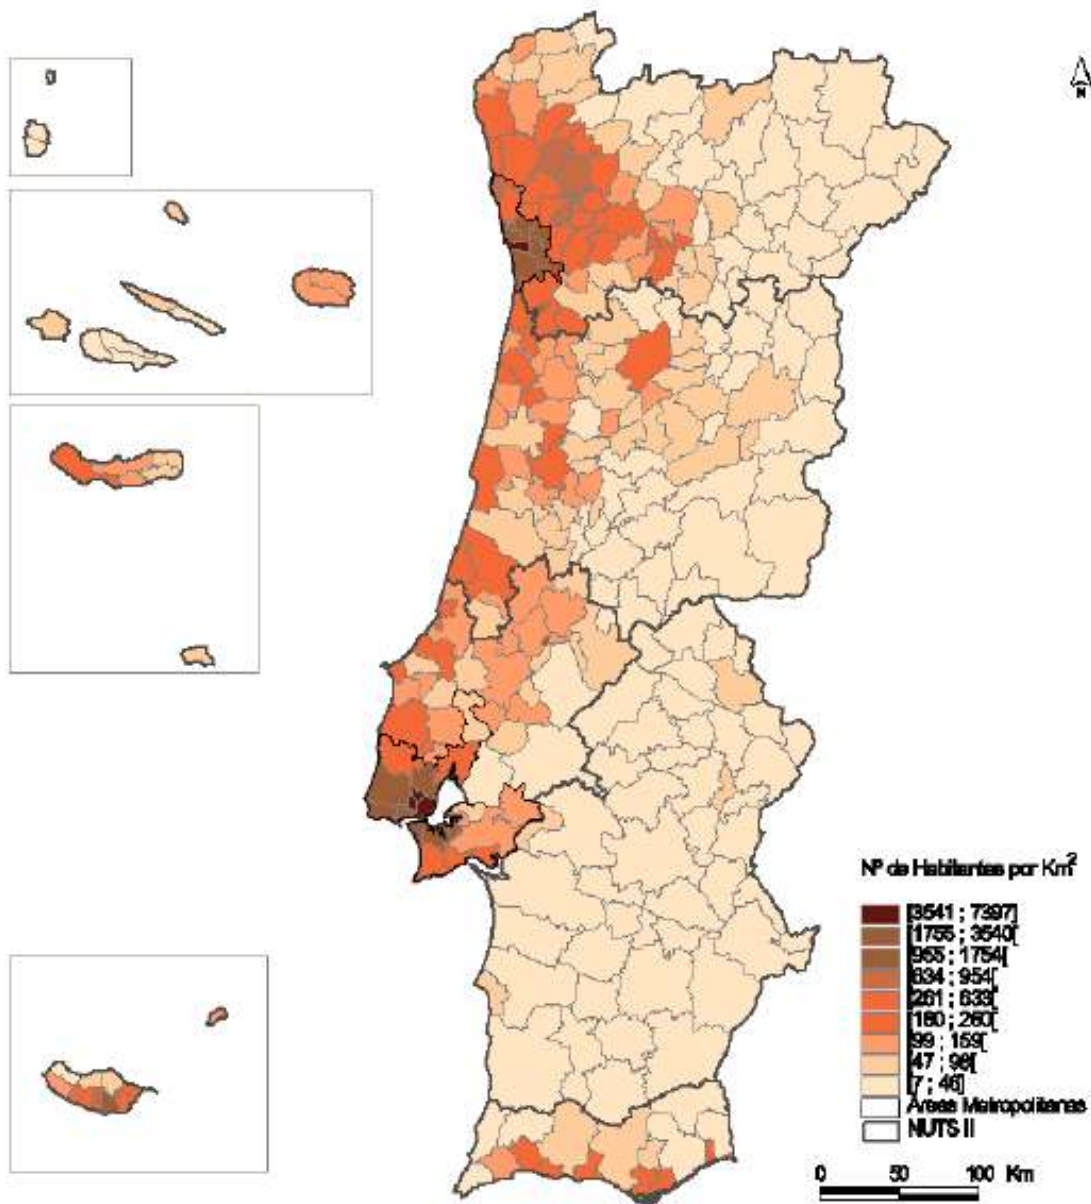 N
Nº de Habitantes por Km²
[3541 ; 7397]
[1755 ; 3540[
[955 ; 1754[
[634 ; 954[
[261 ; 633[
[160 ; 260[
[99 ; 159[
[47 ; 98[
[7 ; 46]
Áreas Metropolitanas
NUTS II
0 50 100 Km